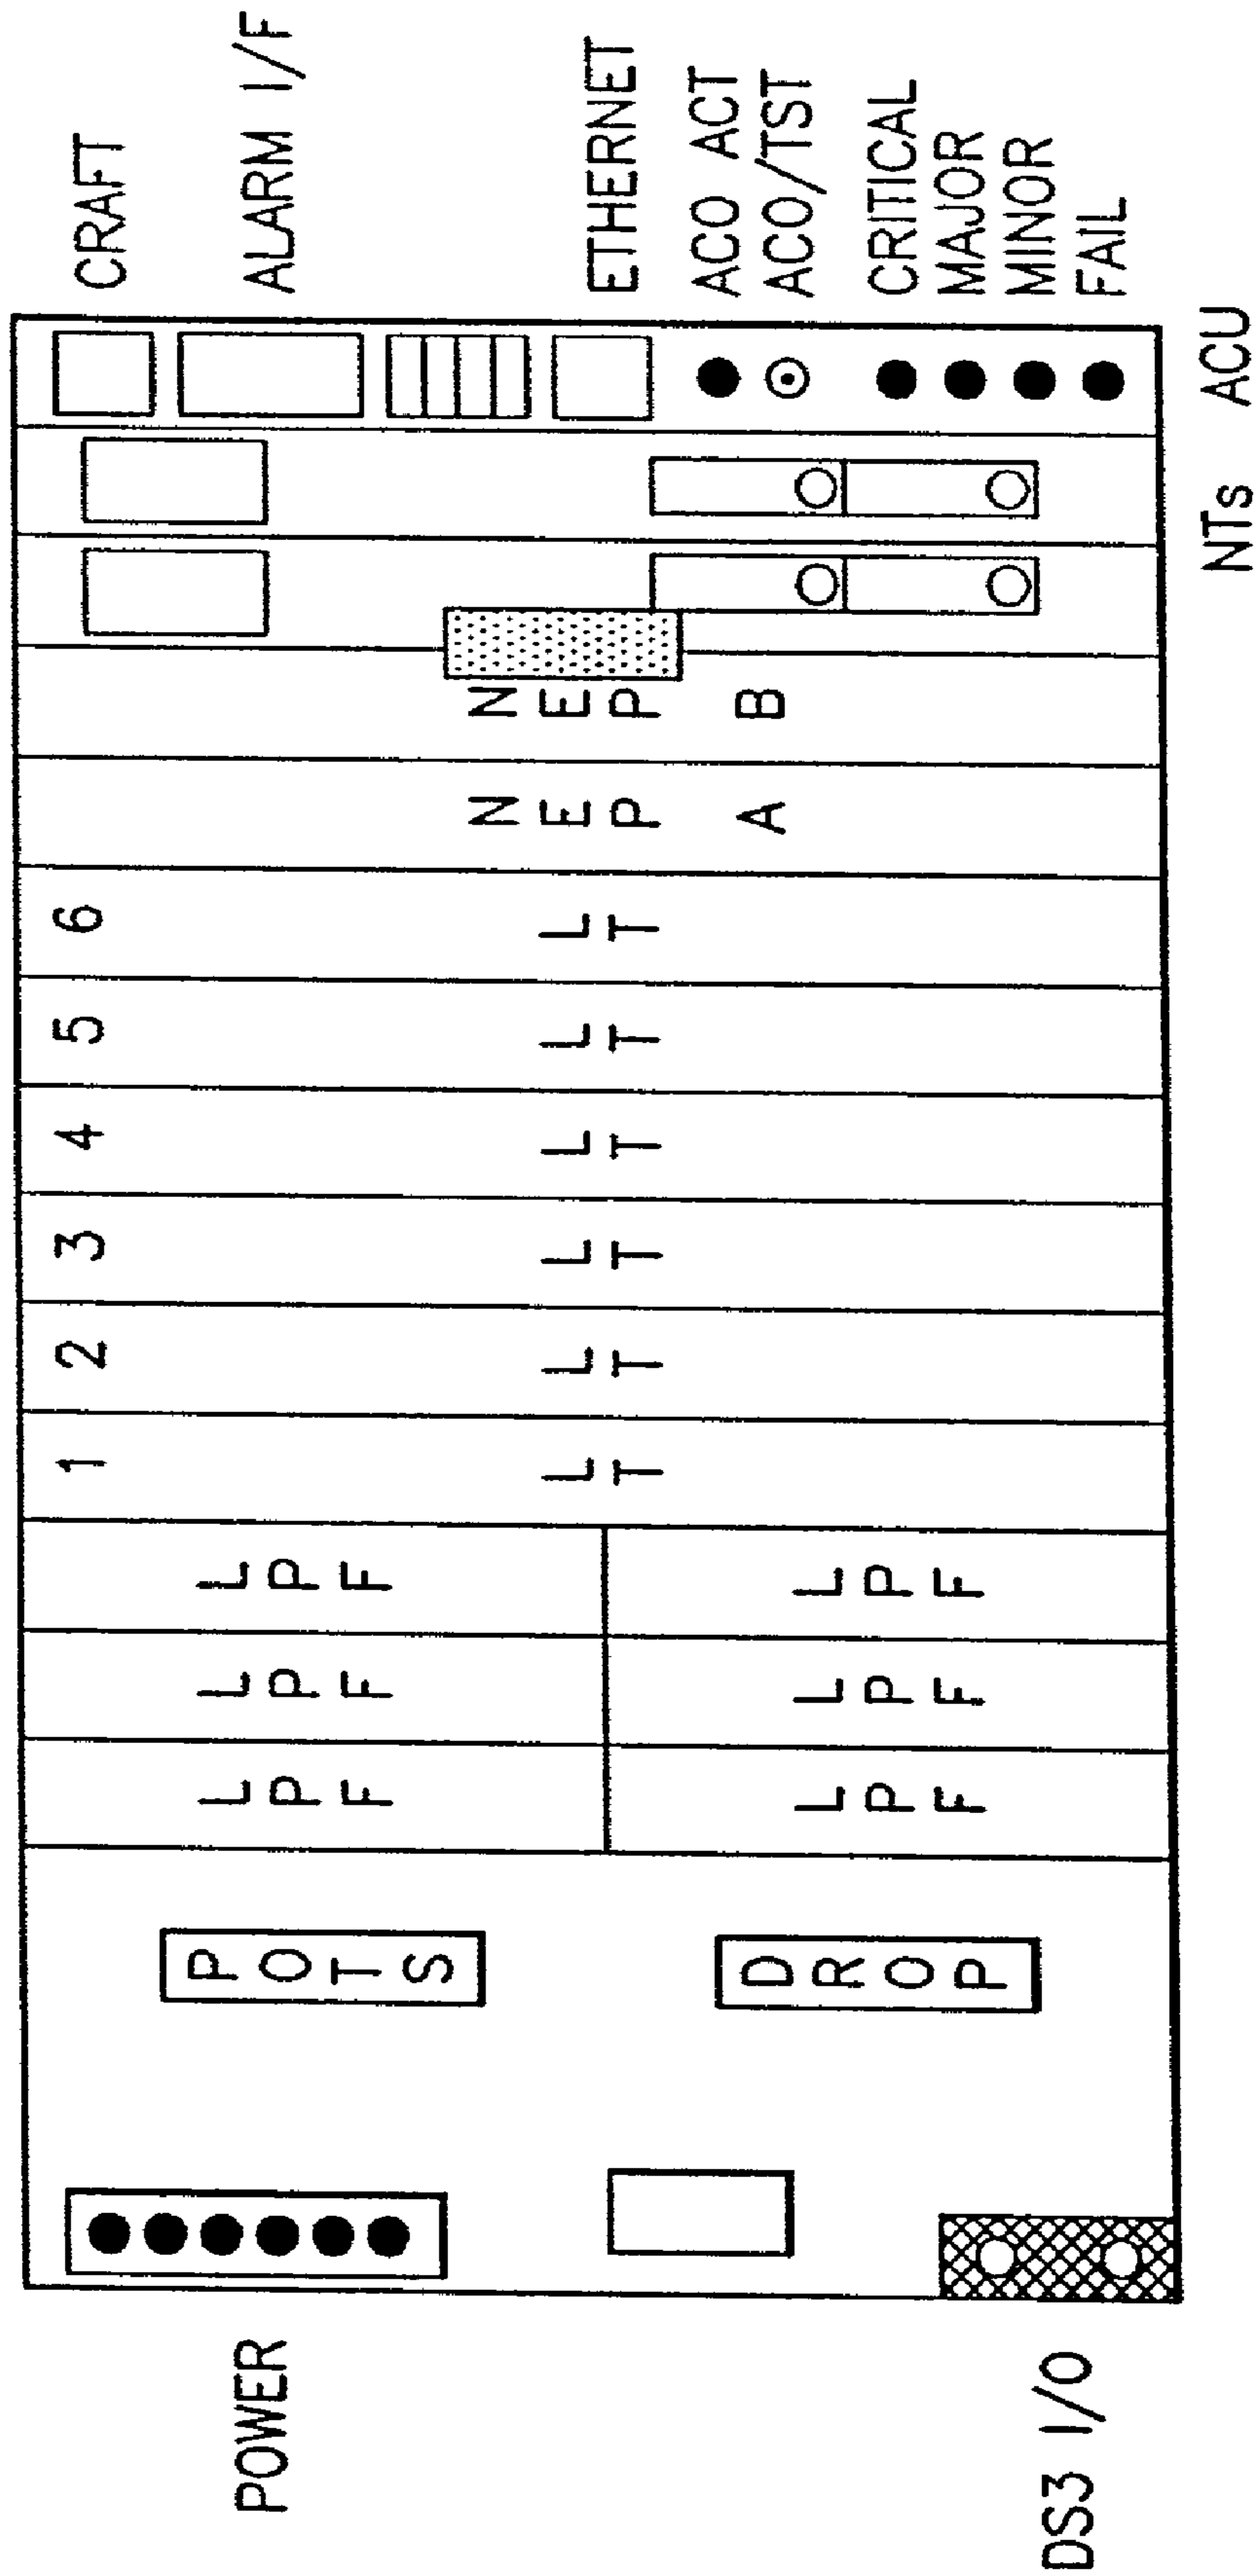 POWER
DS3 I/O
POTS
DROP
LPF
LPF
LPF
LPF
LPF
LPF
1
LT
2
LT
3
LT
4
LT
5
LT
6
LT
NEP A
NEP B
CRAFT
ALARM I/F
ETHERNET
ACO ACT
ACO/TST
CRITICAL
MAJOR
MINOR
FAIL
NTs ACU